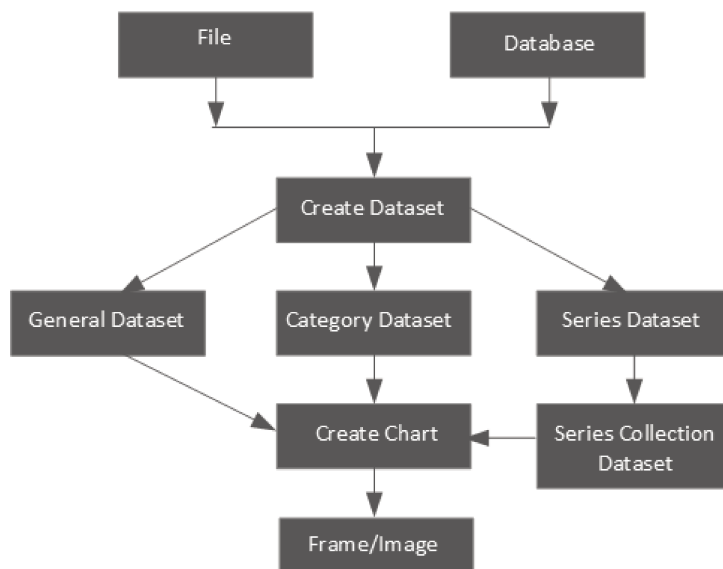 File
Database
Create Dataset
General Dataset
Category Dataset
Series Dataset
Create Chart
Series Collection
Dataset
Frame/Image